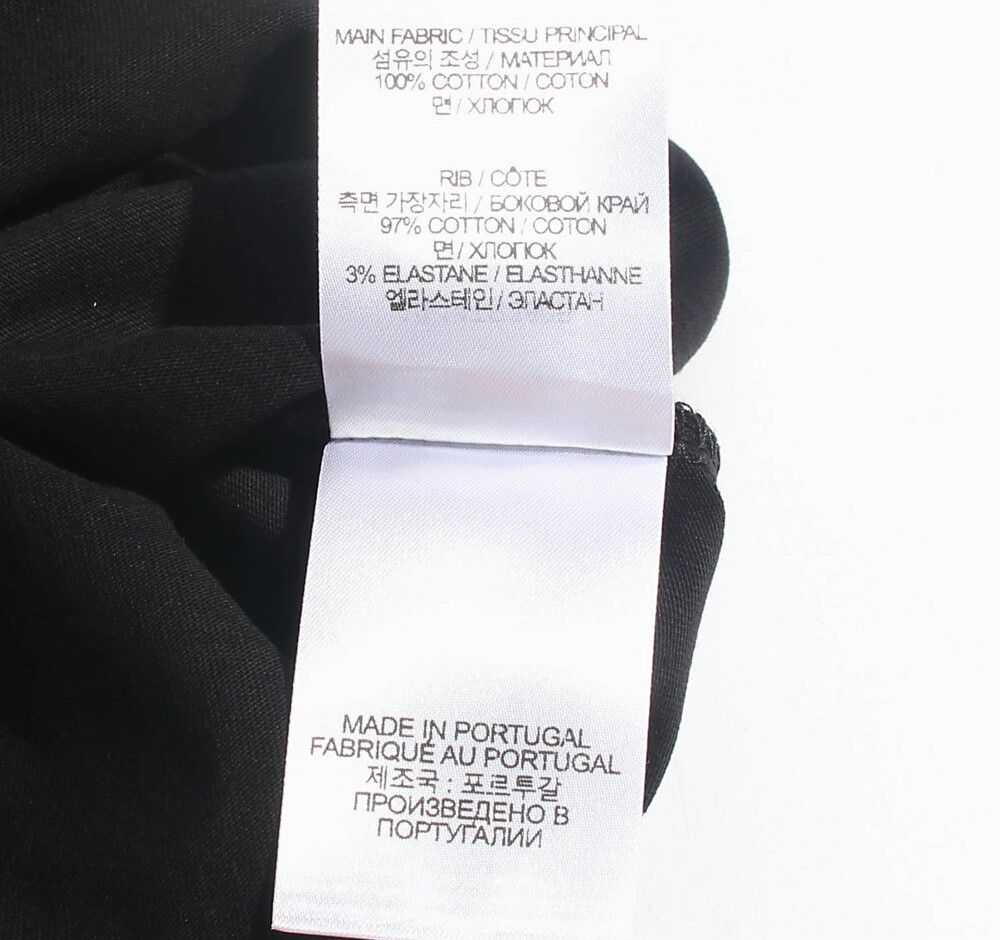 MAIN FABRIC / TISSU PRINCIPAL
섬유의 조성 / МАТЕРИАЛ
100% COTTON / COTON
면 / ХЛОПОК
RIB / CÔTE
측면 가장자리 / БОКОВОЙ КРАЙ
97% COTTON / COTON
면 / ХЛОПОК
3% ELASTANE / ELASTHANNE
엘라스테인 / ЭЛАСТАН
MADE IN PORTUGAL
FABRIQUÉ AU PORTUGAL
제조국 : 포르투갈
ПРОИЗВЕДЕНО В
ПОРТУГАЛИИ